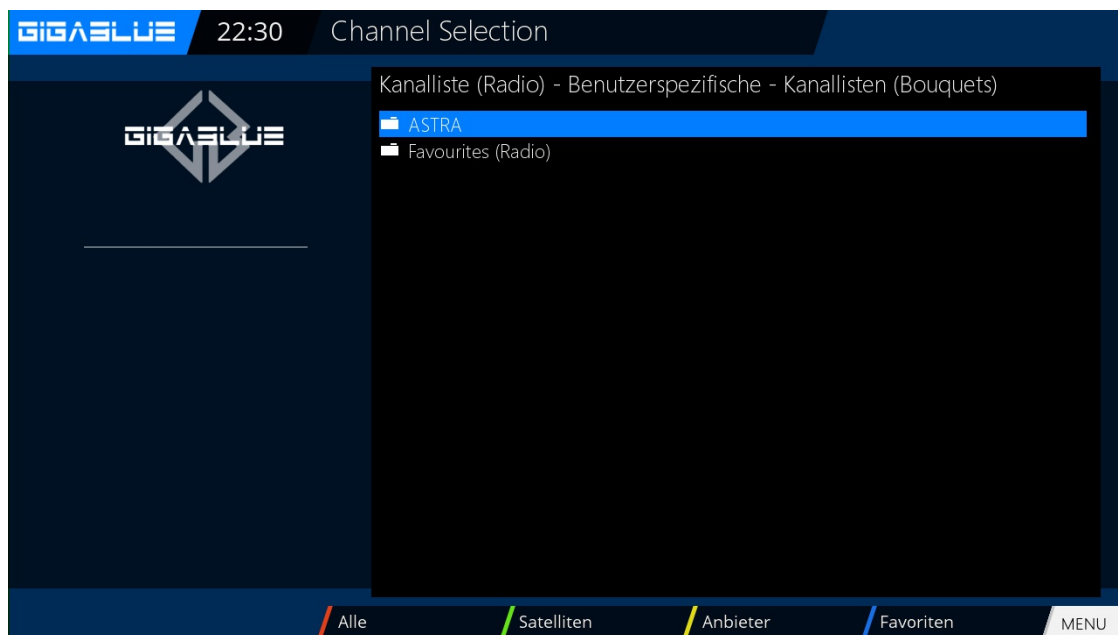 GIGABLUE 22:30 Channel Selection
GIGABLUE
Kanalliste (Radio) - Benutzerspezifische - Kanallisten (Bouquets)
ASTRA
Favourites (Radio)
Alle Satelliten Anbieter Favoriten MENU